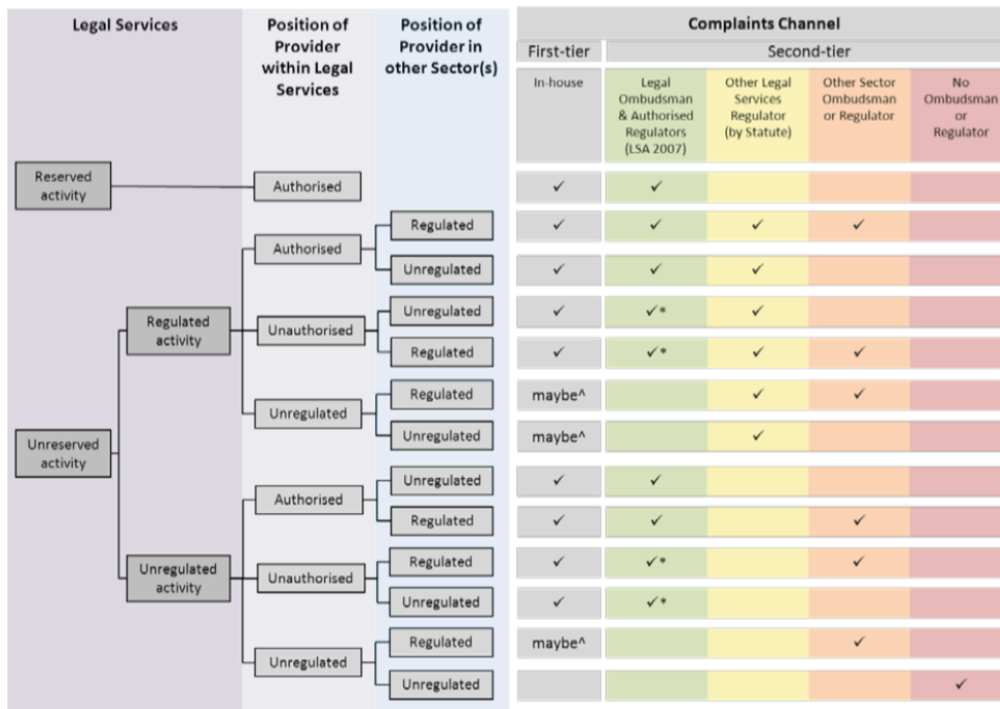 Legal Services
Position of
Provider
within Legal
Services
Position of
Provider in
other Sector(s)
Complaints Channel
First-tier
Second-tier
In-house
Legal
Ombudsman
& Authorised
Regulators
(LSA 2007)
Other Legal
Services
Regulator
(by Statute)
Other Sector
Ombudsman
or Regulator
No
Ombudsman
or
Regulator
Reserved
activity
Authorised
✓ ✓
Regulated
✓ ✓ ✓ ✓
Authorised
Unregulated
✓ ✓ ✓
Regulated
activity
Unregulated
✓ ✓* ✓
Unauthorised
Regulated
✓ ✓* ✓ ✓
Regulated
maybe^ ✓ ✓
Unregulated
Unregulated
maybe^ ✓
Unreserved
activity
Unregulated
✓ ✓
Authorised
Regulated
✓ ✓ ✓
Unregulated
activity
Regulated
✓ ✓* ✓
Unauthorised
Unregulated
✓ ✓*
Regulated
maybe^ ✓
Unregulated
Unregulated
✓